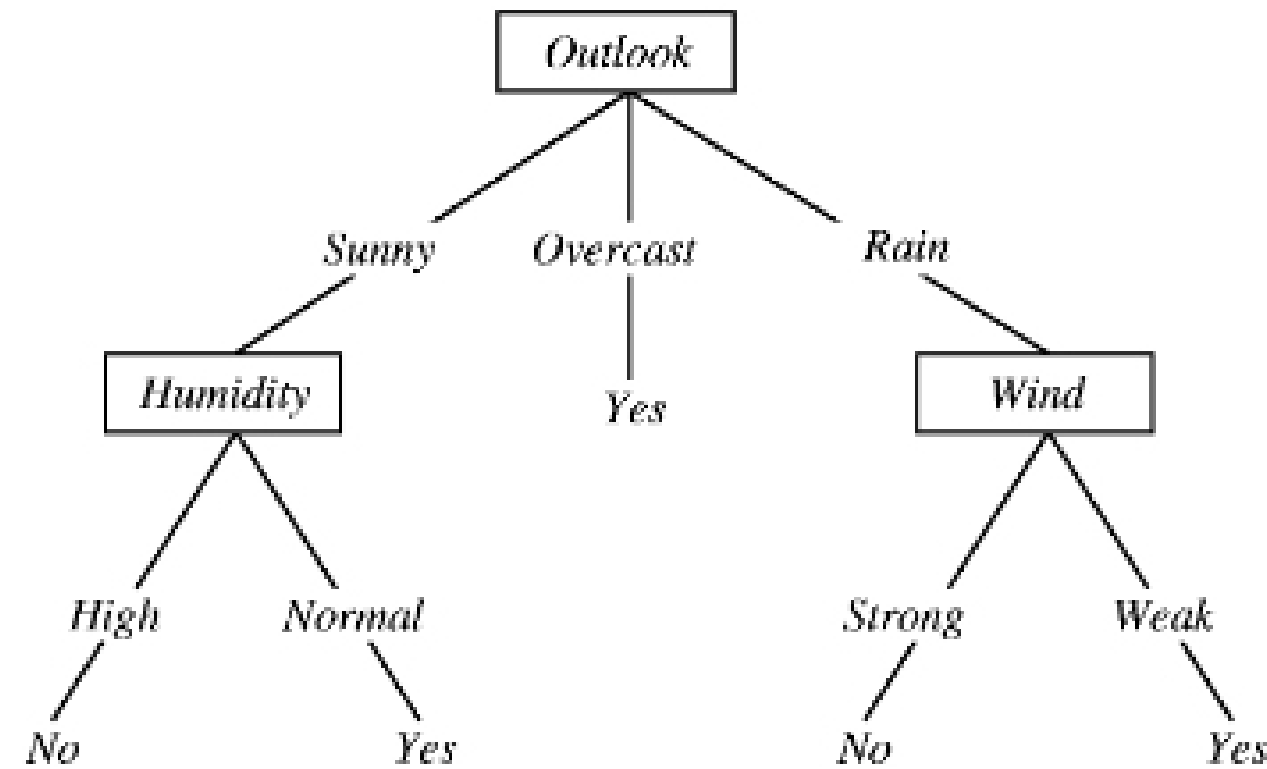 Outlook
Sunny Overcast Rain
Humidity Yes Wind
High Normal Strong Weak
No Yes No Yes